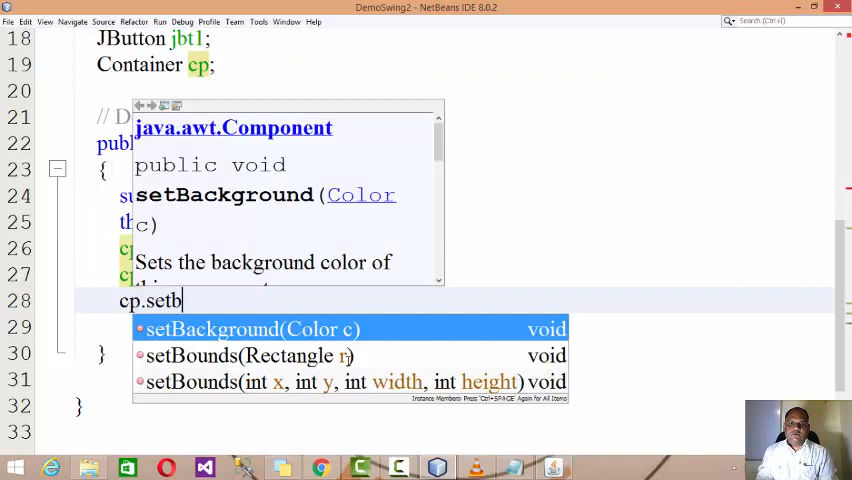 DemoSwing2 - NetBeans IDE 8.0.2
File Edit View Navigate Source Refactor Run Debug Profile Team Tools Window Help
Search (Ctrl+I)
18 JButton jbt1;
19 Container cp;
20
21 // D
22 publ
23 {
24 su
25 th
26 cp
27 cp
28 cp.setb
29
30 }
31
32 }
33
java.awt.Component
public void
setBackground(Color
c)
Sets the background color of
setBackground(Color c) void
setBounds(Rectangle r) void
setBounds(int x, int y, int width, int height) void
Instance Members; Press 'Ctrl+SPACE' Again for All Items